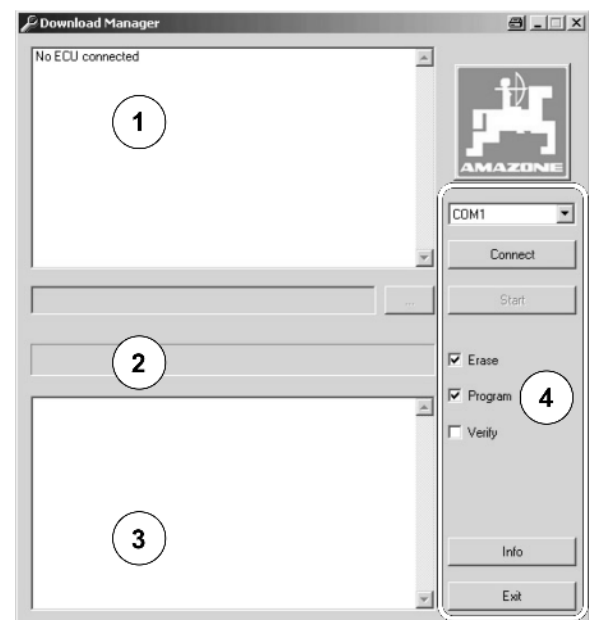 Download Manager
No ECU connected
1
AMAZONE
COM1
Connect
...
Start
2
Erase
Program
4
Verify
3
Info
Exit